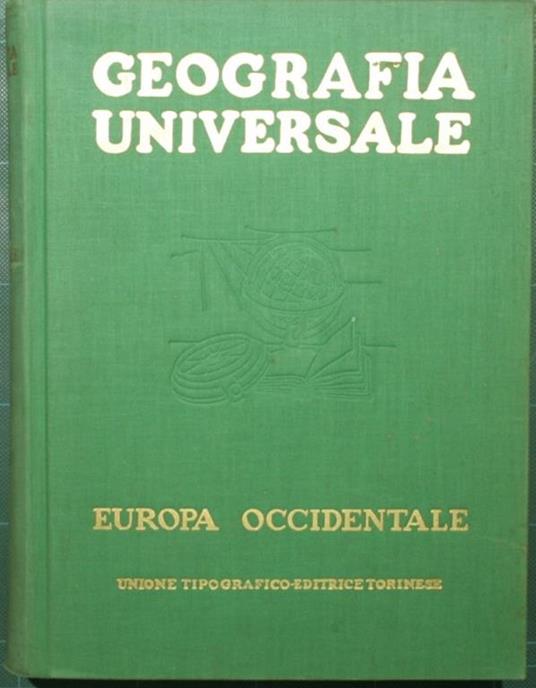 GEOGRAFIA
UNIVERSALE
EUROPA OCCIDENTALE
UNIONE TIPOGRAFICO-EDITRICE TORINESE